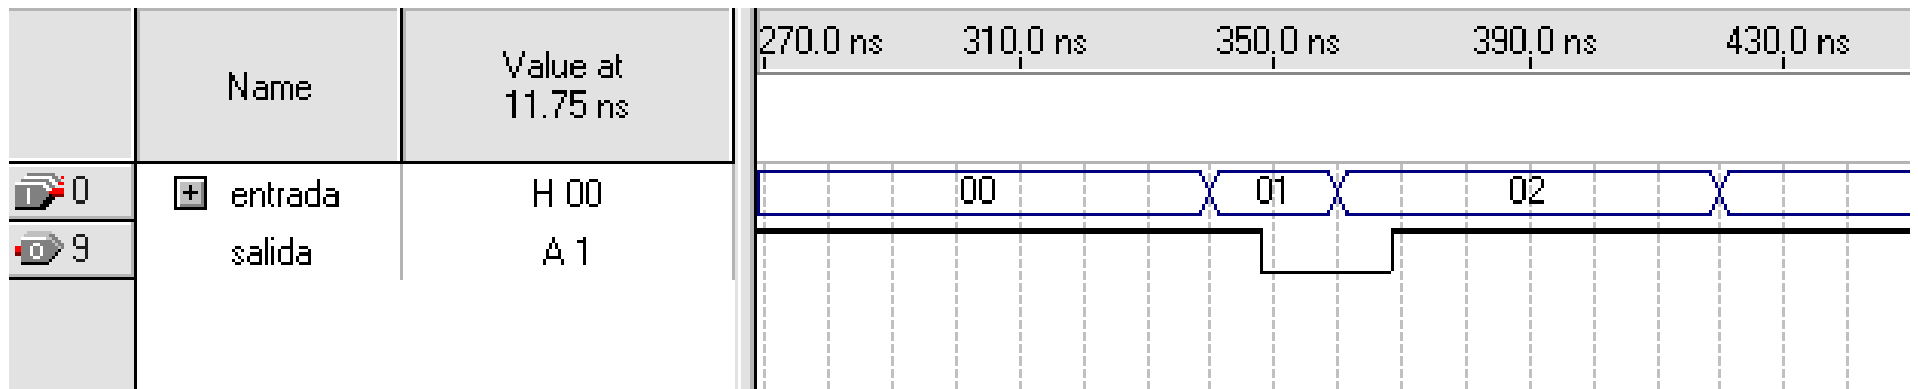 Name
Value at
11.75 ns
270.0 ns 310.0 ns 350.0 ns 390.0 ns 430.0 ns
I 0 + entrada H 00 00 01 02
O 9 salida A 1